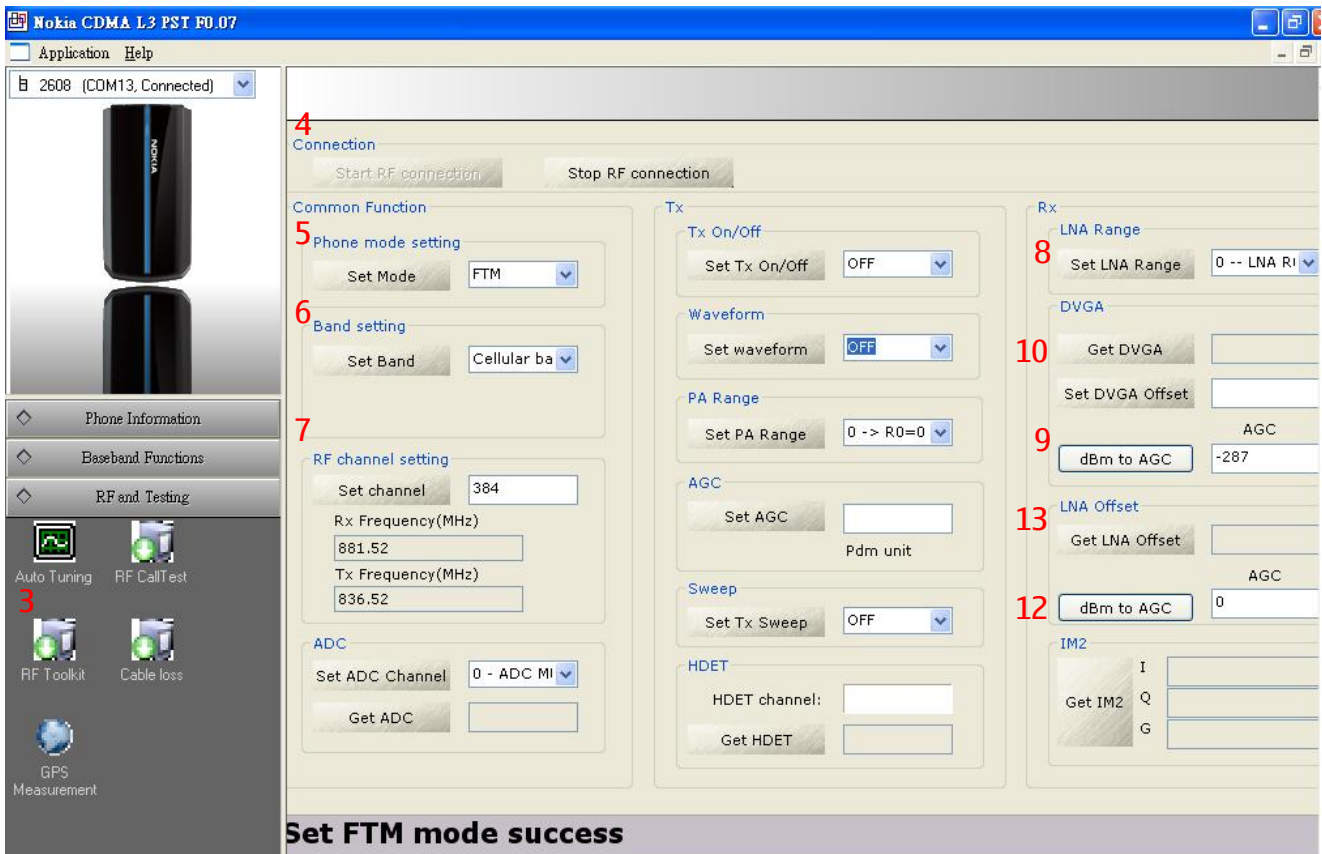 Nokia CDMA L3 PST F0.07
Application Help
2608 (COM13, Connected)
NOKIA
Phone Information
Baseband Functions
RF and Testing
Auto Tuning
RF CallTest
3
RF Toolkit
Cable loss
GPS
Measurement
4
Connection
Start RF connection
Stop RF connection
Common Function
5
Phone mode setting
Set Mode
FTM
6
Band setting
Set Band
Cellular ba
7
RF channel setting
Set channel
384
Rx Frequency(MHz)
881.52
Tx Frequency(MHz)
836.52
ADC
Set ADC Channel
0 - ADC MI
Get ADC
Tx
Tx On/Off
Set Tx On/Off
OFF
Waveform
Set waveform
OFF
PA Range
Set PA Range
0 -> R0=0
AGC
Set AGC
Pdm unit
Sweep
Set Tx Sweep
OFF
HDET
HDET channel:
Get HDET
Rx
LNA Range
8
Set LNA Range
0 -- LNA R
DVGA
10
Get DVGA
Set DVGA Offset
AGC
9
dBm to AGC
-287
LNA Offset
13
Get LNA Offset
AGC
12
dBm to AGC
0
IM2
Get IM2
I
Q
G
Set FTM mode success